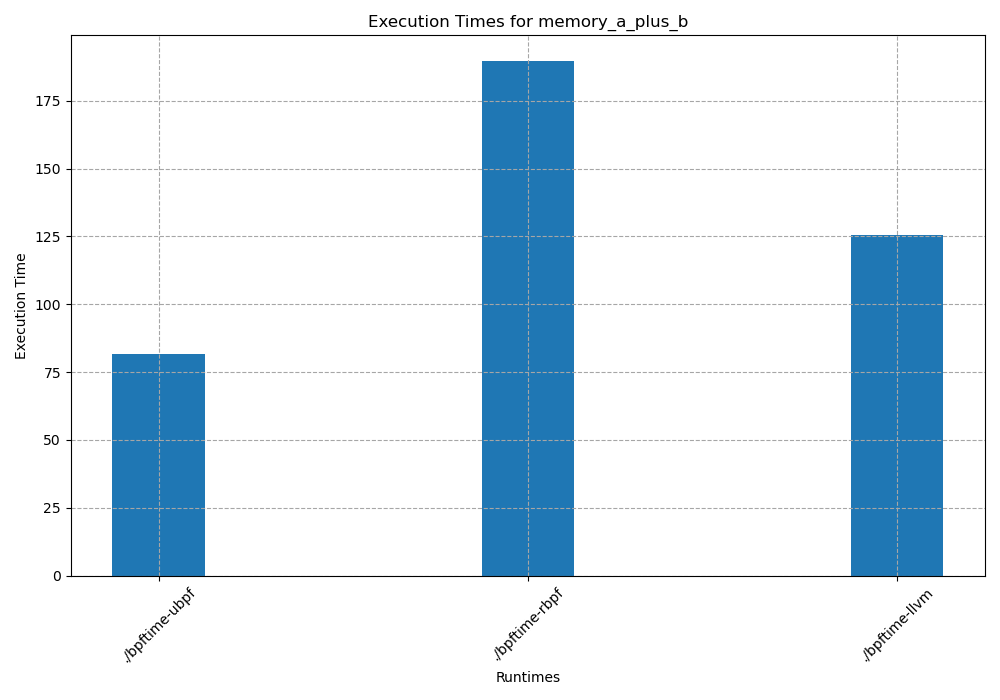 Execution Times for memory_a_plus_b
Execution Time
175
150
125
100
75
50
25
0
./bpftime-ubpf
./bpftime-rbpf
./bpftime-llvm
Runtimes